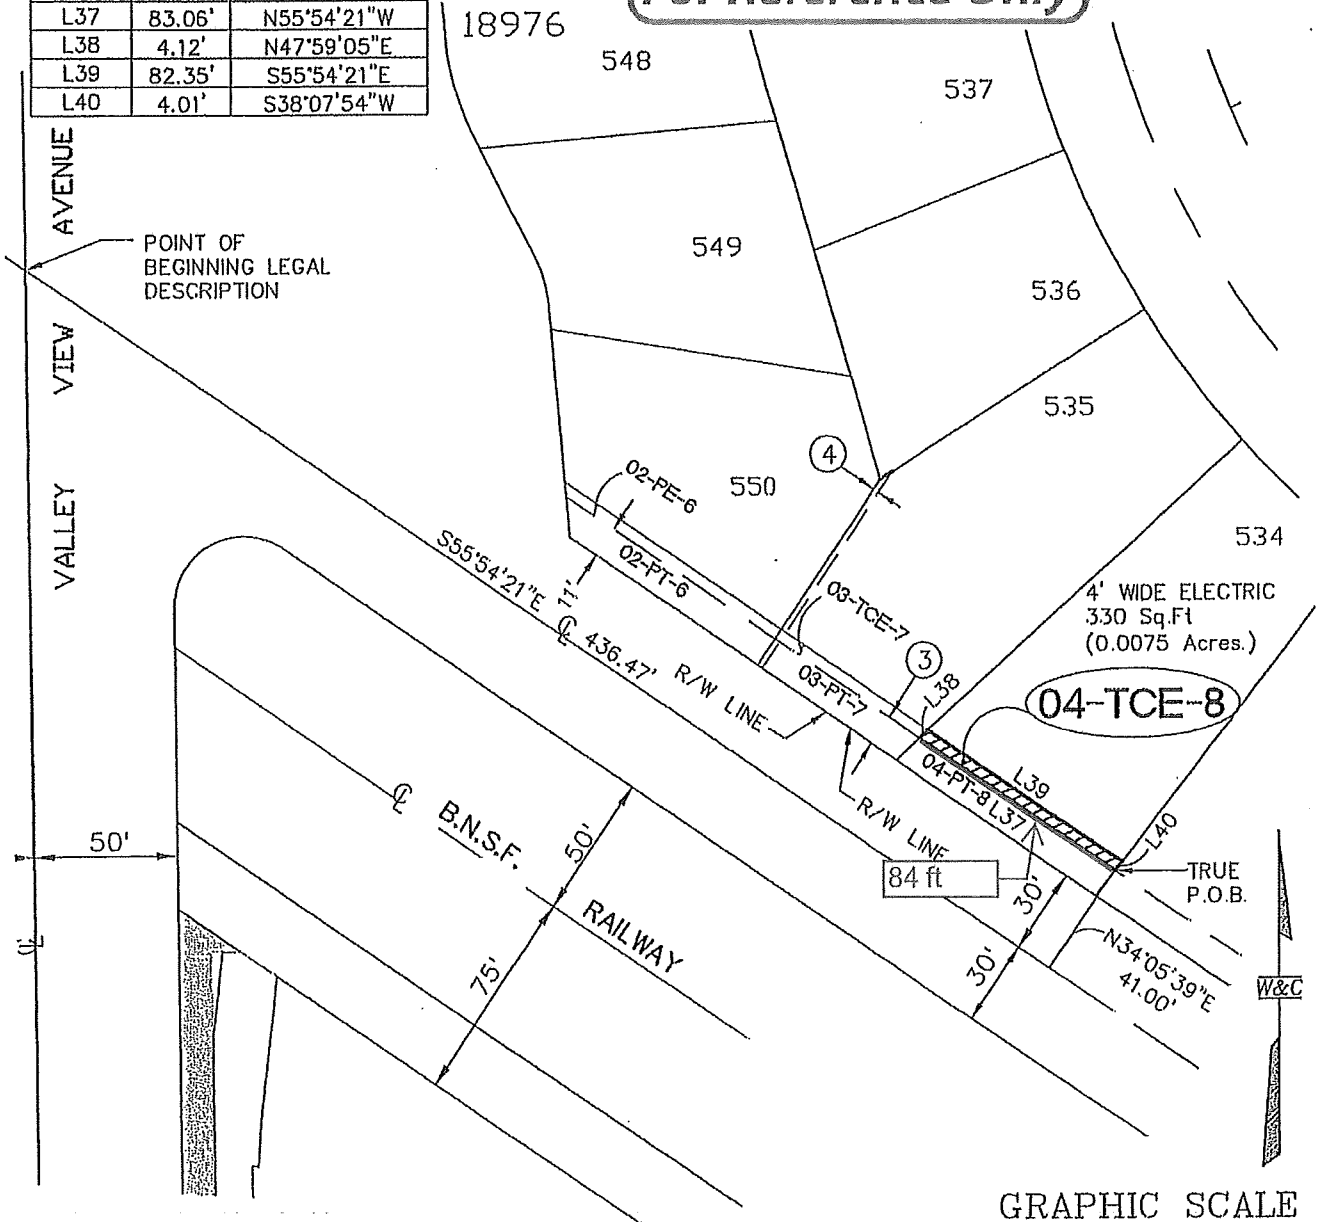 For Reference Only
L37 83.06' N55°54'21"W
L38 4.12' N47°59'05"E
L39 82.35' S55°54'21"E
L40 4.01' S38°07'54"W
18976
548
537
549
536
550
535
534
VALLEY VIEW AVENUE
POINT OF
BEGINNING LEGAL
DESCRIPTION
4
02-PE-6
02-PT-6
S55°54'21"E
11'
℄ 436.47'
R/W LINE
03-TCE-7
03-PT-7
3
L38
4' WIDE ELECTRIC
330 Sq.Ft
(0.0075 Acres.)
04-TCE-8
04-PT-8
L37
L39
L40
R/W LINE
84 ft
TRUE
P.O.B.
30'
30'
N34°05'39"E
41.00'
W&C
℄ B.N.S.F. RAILWAY
50'
75'
50'
℄
GRAPHIC SCALE